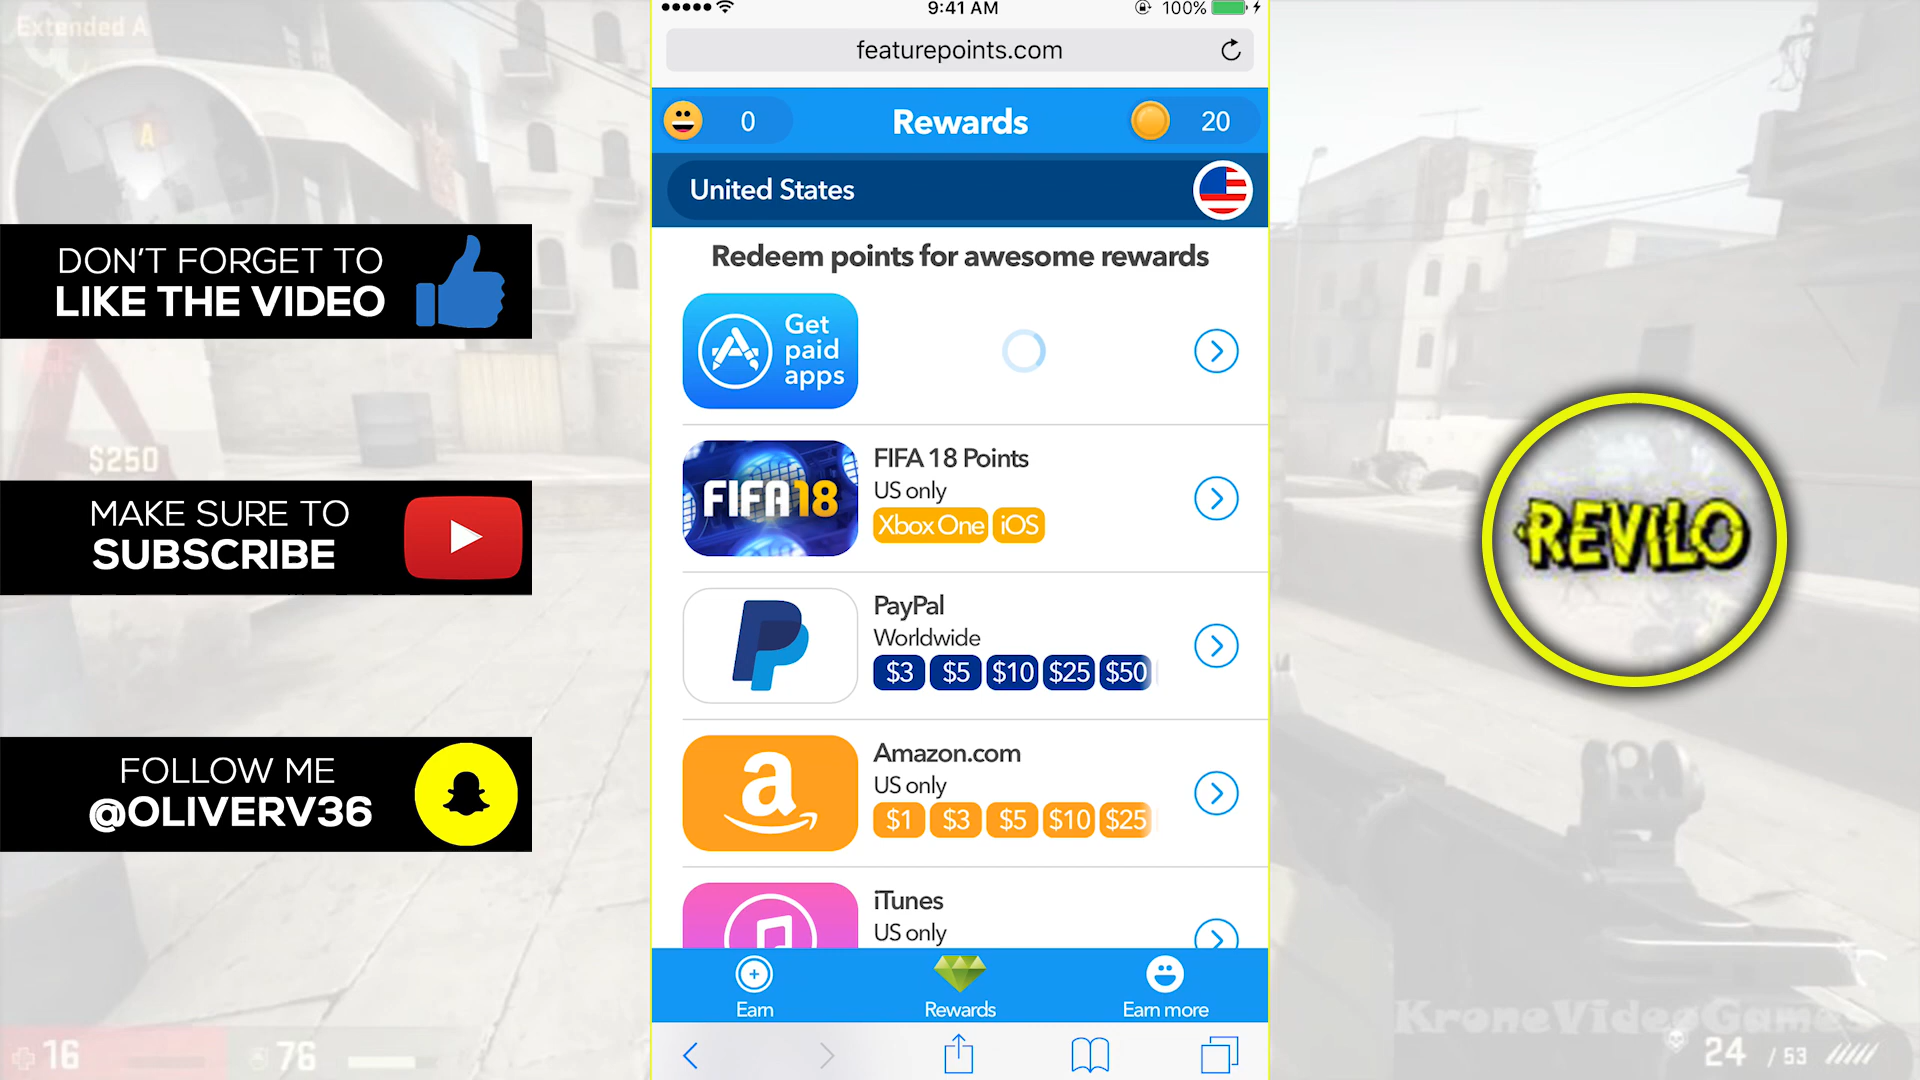 Extended A
A
$250
DON'T FORGET TO
LIKE THE VIDEO
MAKE SURE TO
SUBSCRIBE
FOLLOW ME
@OLIVERV36
16
76
9:41 AM
100%
featurepoints.com
0
Rewards
20
United States
Redeem points for awesome rewards
Get
paid
apps
FIFA 18
FIFA 18 Points
US only
Xbox One iOS
PayPal
Worldwide
$3 $5 $10 $25 $50
a
Amazon.com
US only
$1 $3 $5 $10 $25
iTunes
US only
Earn
Rewards
Earn more
REVILO
KroneVideoGame
24 / 53